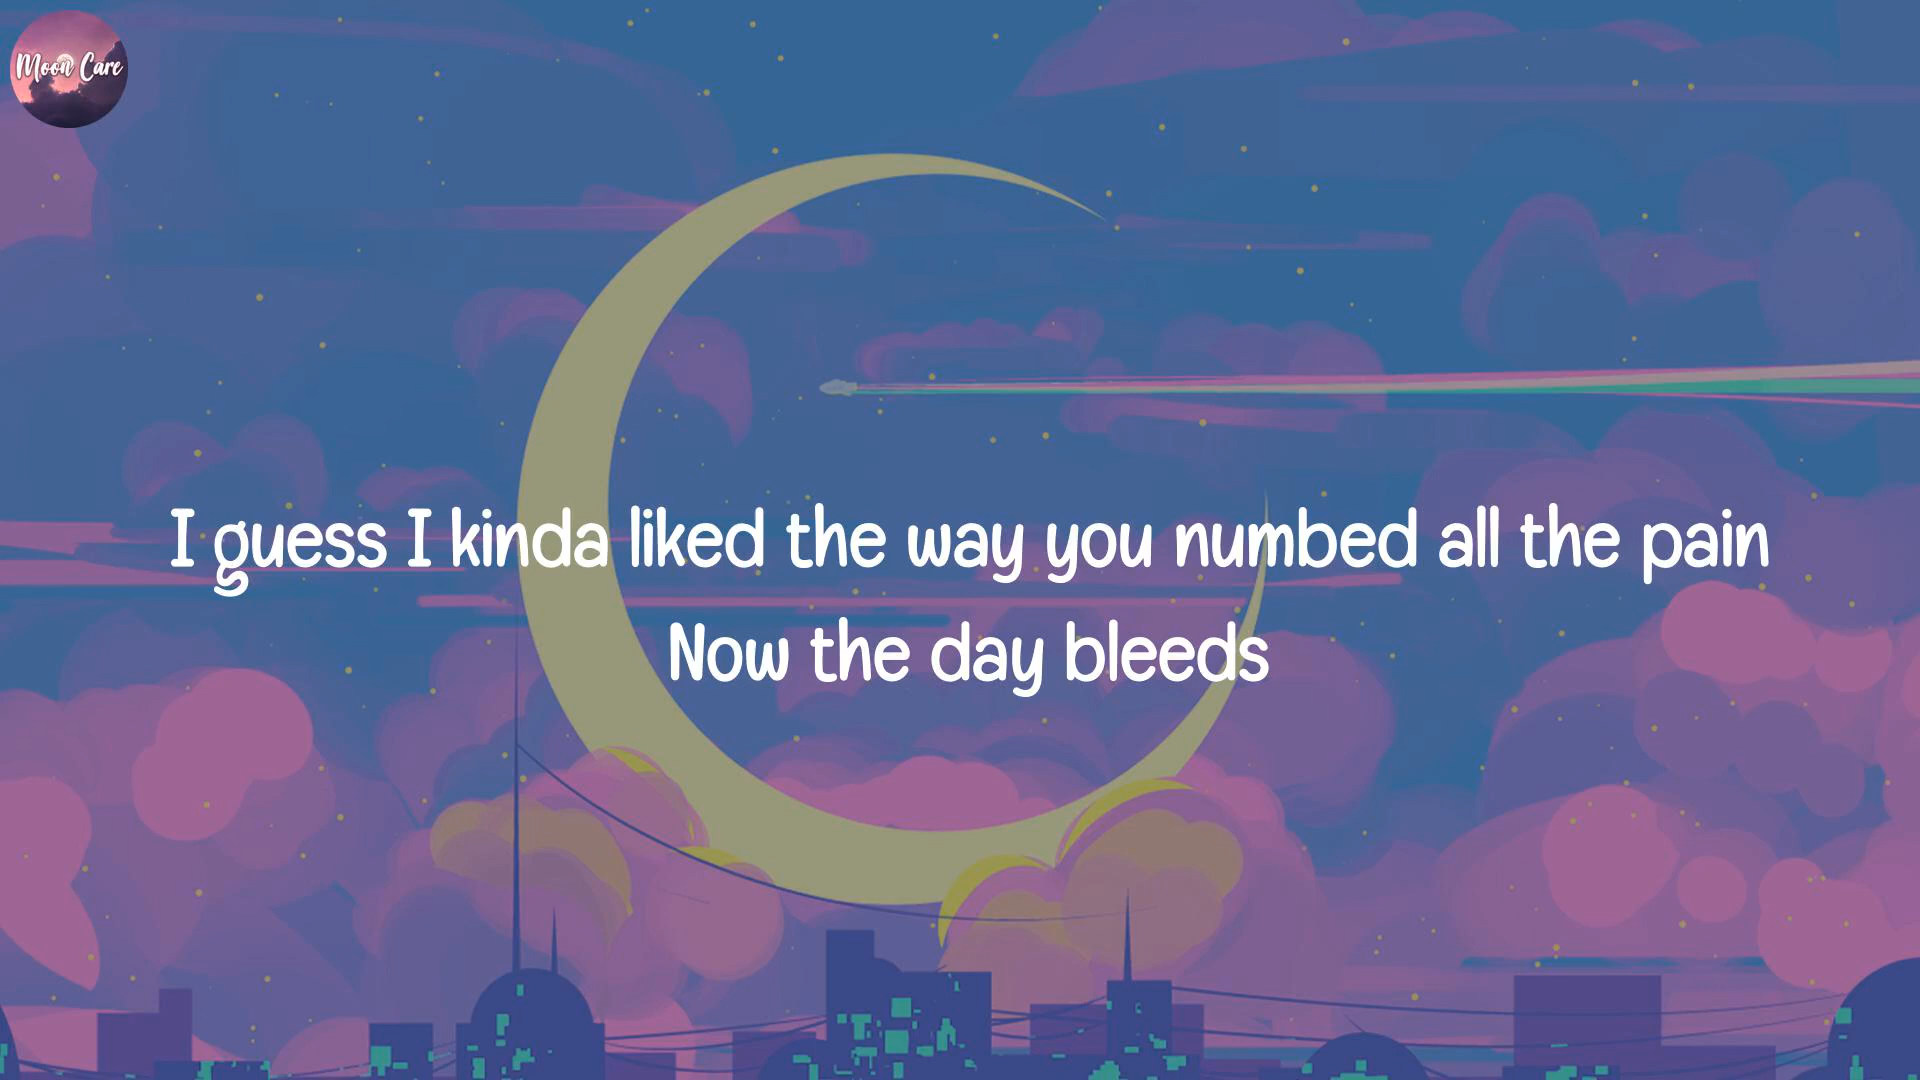 Moon Care
I guess I kinda liked the way you numbed all the pain
Now the day bleeds